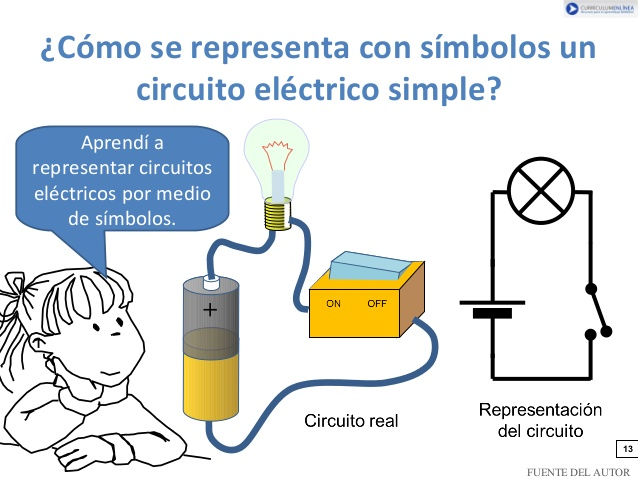 CURRICULUMENLÍNEA
¿Cómo se representa con símbolos un
circuito eléctrico simple?
Aprendí a
representar circuitos
eléctricos por medio
de símbolos.
+
ON OFF
Circuito real
Representación
del circuito
13
FUENTE DEL AUTOR